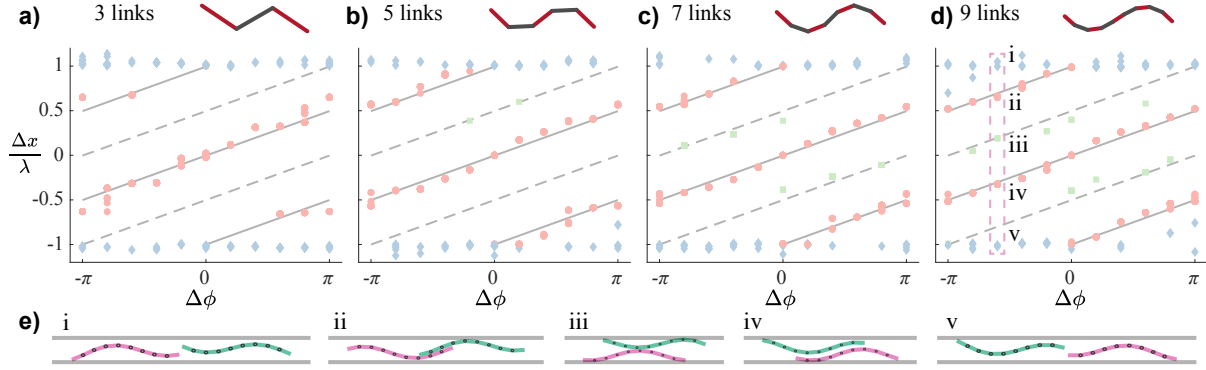 a) 3 links
b) 5 links
c) 7 links
d) 9 links
1
0.5
0
-0.5
-1
Δx
λ
i
ii
iii
iv
v
-π 0 π
-π 0 π
-π 0 π
-π 0 π
Δϕ
Δϕ
Δϕ
Δϕ
e) i ii iii iv v